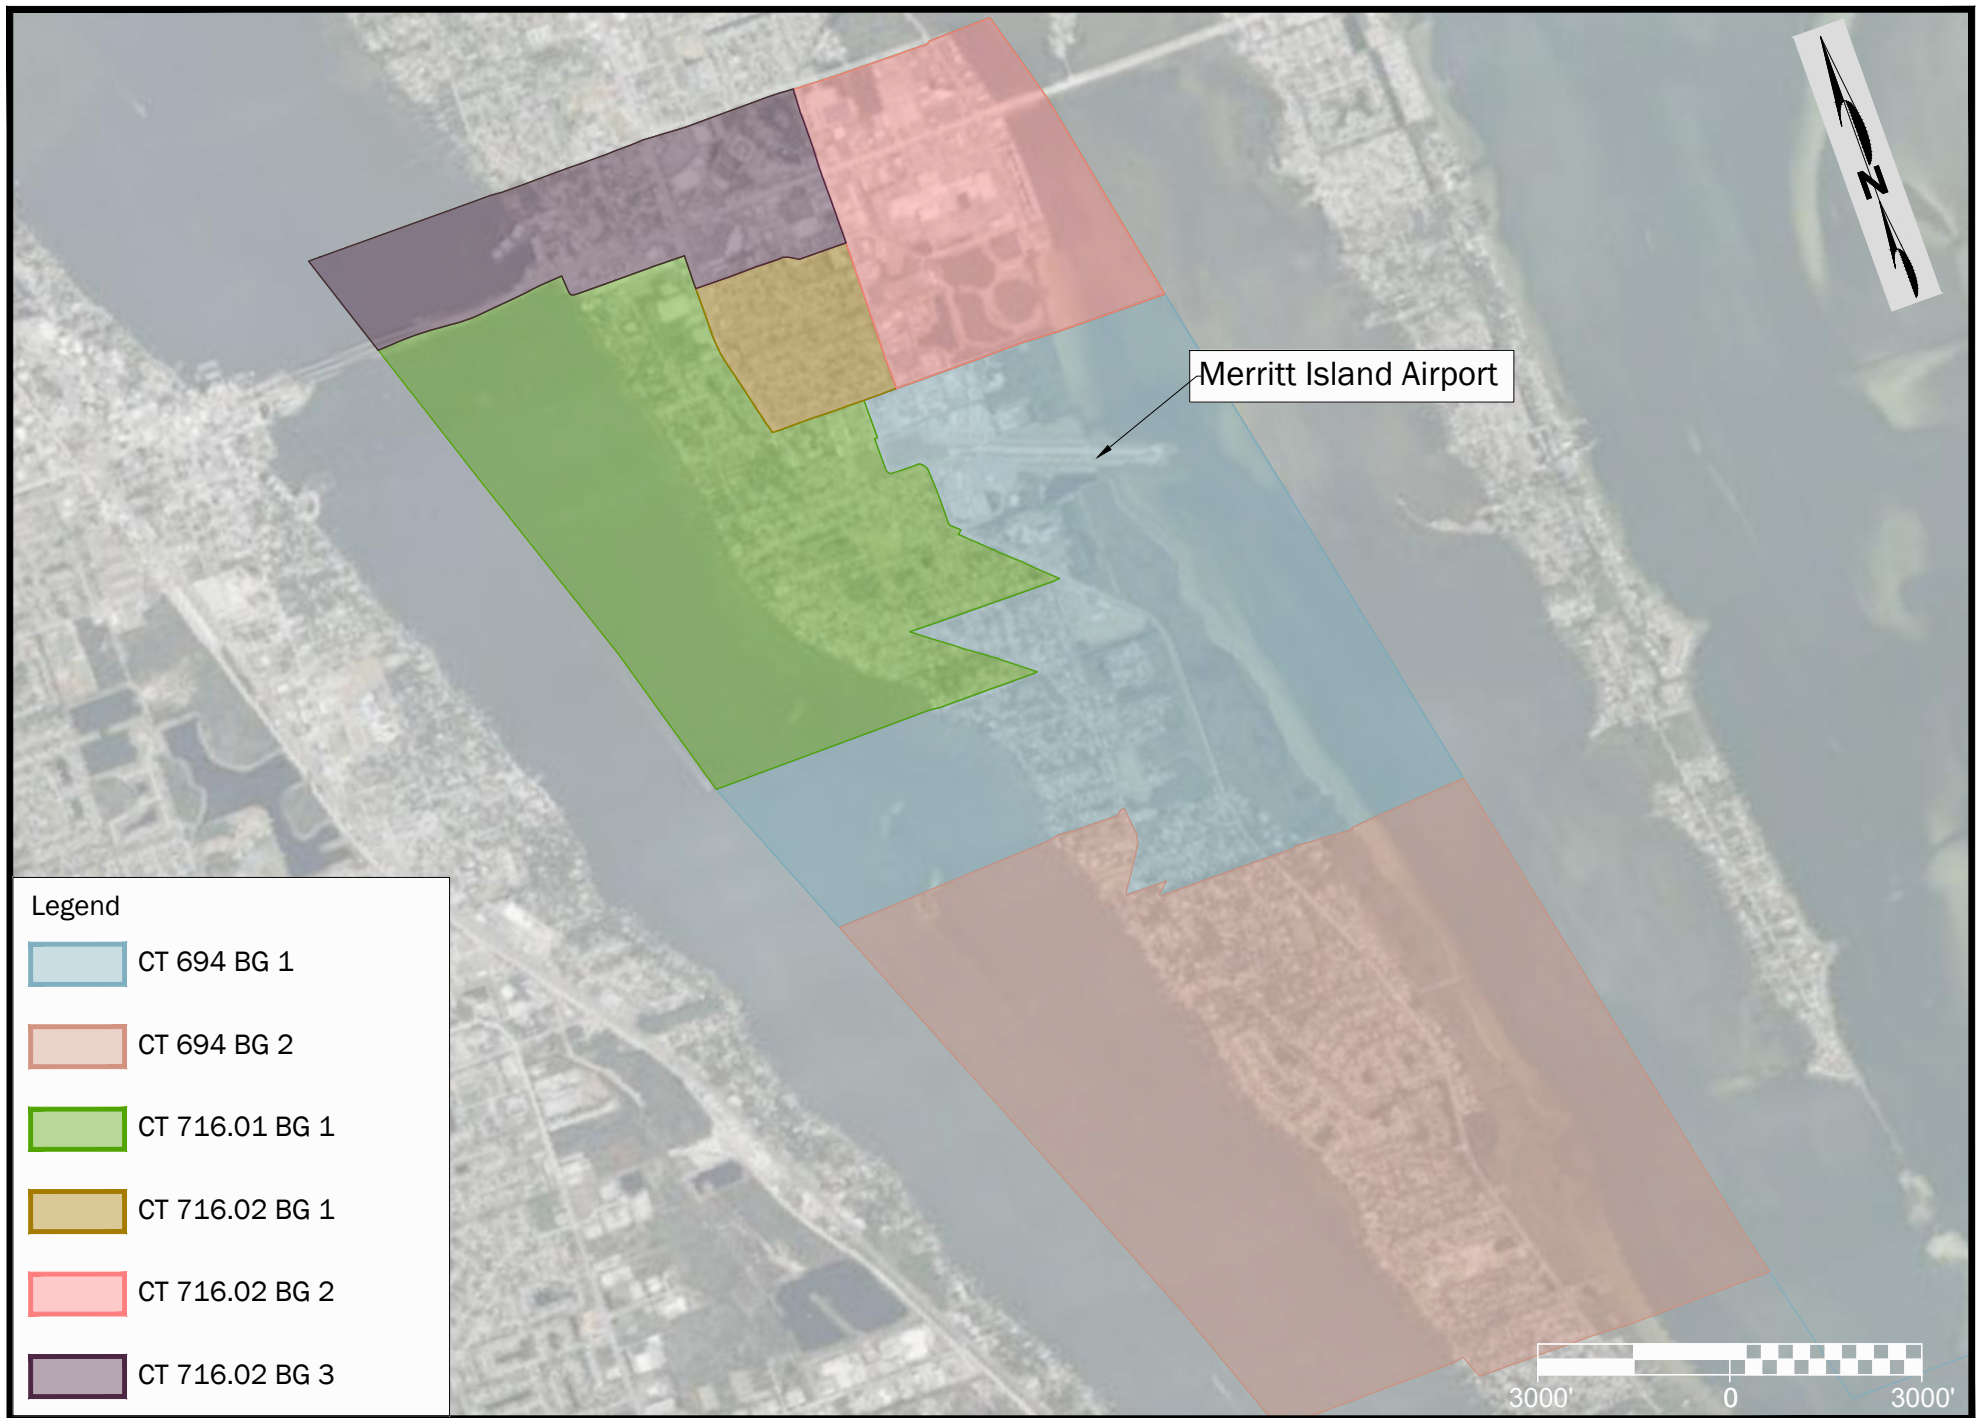 N
Merritt Island Airport
Legend
CT 694 BG 1
CT 694 BG 2
CT 716.01 BG 1
CT 716.02 BG 1
CT 716.02 BG 2
CT 716.02 BG 3
3000' 0 3000'